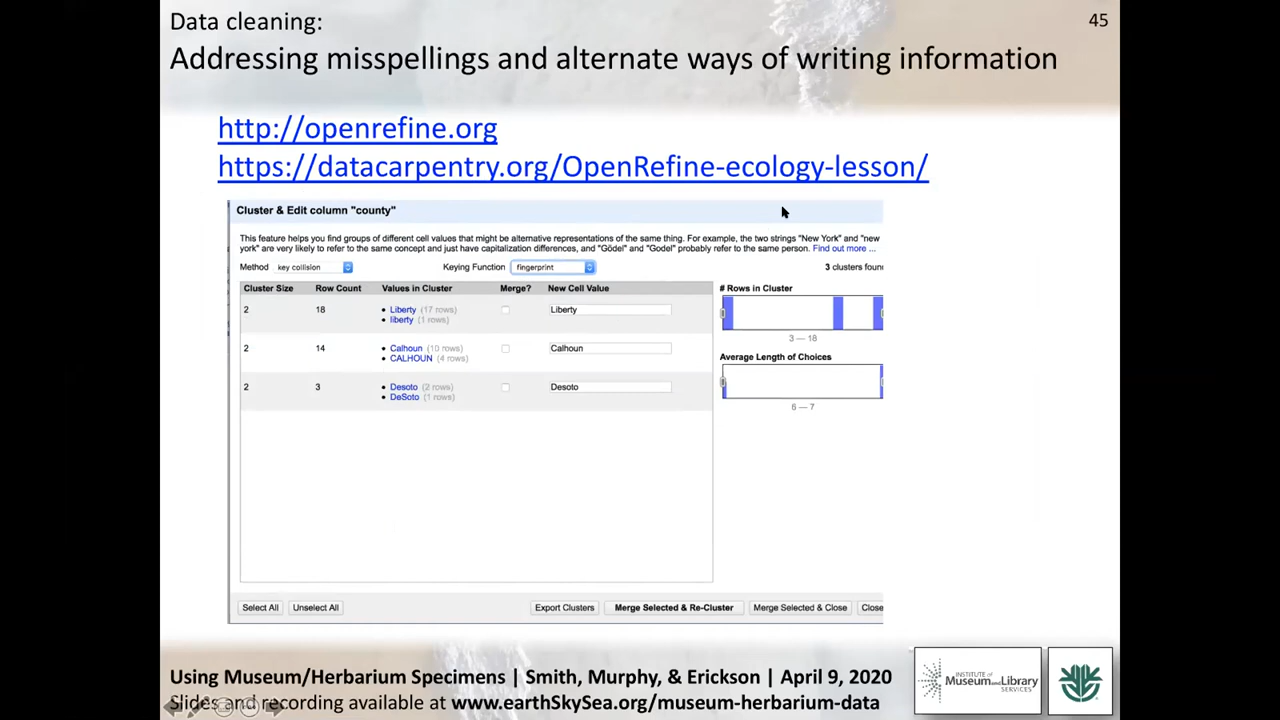 Data cleaning:
45
Addressing misspellings and alternate ways of writing information
http://openrefine.org
https://datacarpentry.org/OpenRefine-ecology-lesson/
Cluster & Edit column "county"
This feature helps you find groups of different cell values that might be alternative representations of the same thing. For example, the two strings "New York" and "new
york" are very likely to refer to the same concept and just have capitalization differences, and "Gödel" and "Godel" probably refer to the same person. Find out more ...
Method key collision Keying Function fingerprint 3 clusters foun
Cluster Size Row Count Values in Cluster Merge? New Cell Value
2 18 • Liberty (17 rows) Liberty
• liberty (1 rows)
2 14 • Calhoun (10 rows) Calhoun
• CALHOUN (4 rows)
2 3 • Desoto (2 rows) Desoto
• DeSoto (1 rows)
# Rows in Cluster
3 — 18
Average Length of Choices
6 — 7
Select All Unselect All Export Clusters Merge Selected & Re-Cluster Merge Selected & Close Close
Using Museum/Herbarium Specimens | Smith, Murphy, & Erickson | April 9, 2020
Slides and recording available at www.earthSkySea.org/museum-herbarium-data
INSTITUTE of
Museum and Library
SERVICES